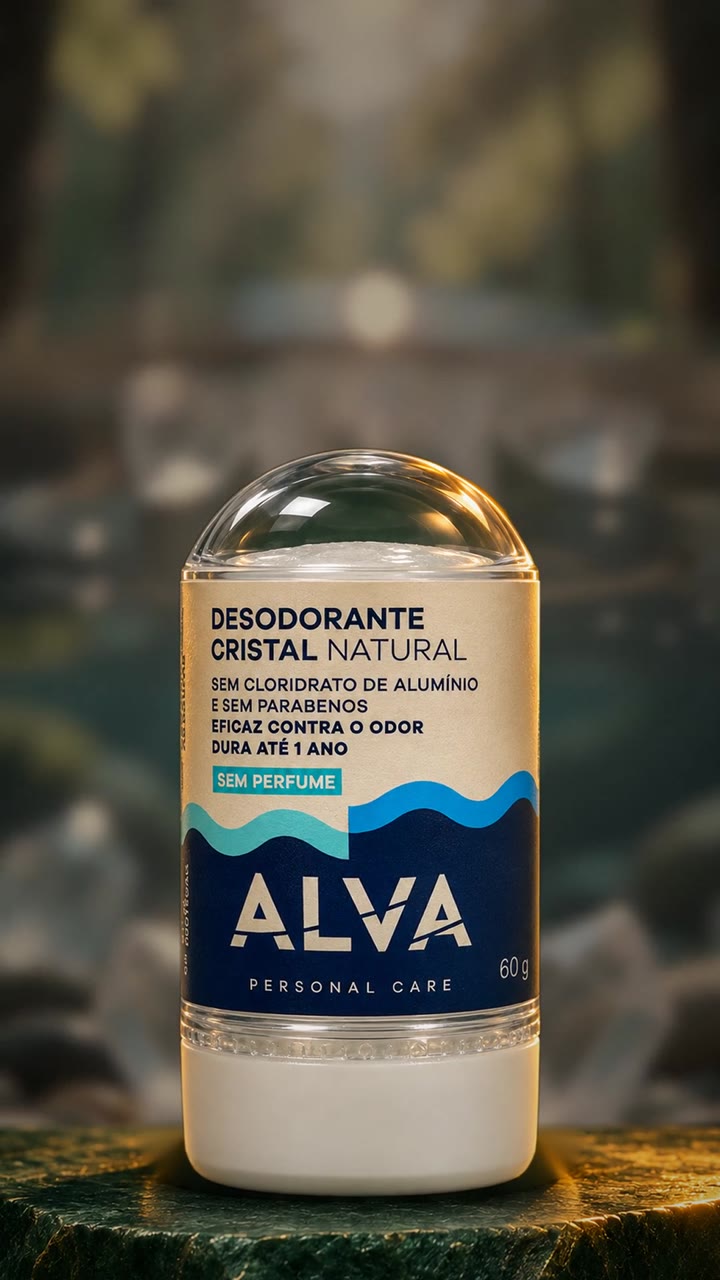 DESODORANTE
CRISTAL NATURAL
SEM CLORIDRATO DE ALUMÍNIO
E SEM PARABENOS
EFICAZ CONTRA O ODOR
DURA ATÉ 1 ANO
SEM PERFUME
ALVA
60 g
PERSONAL CARE